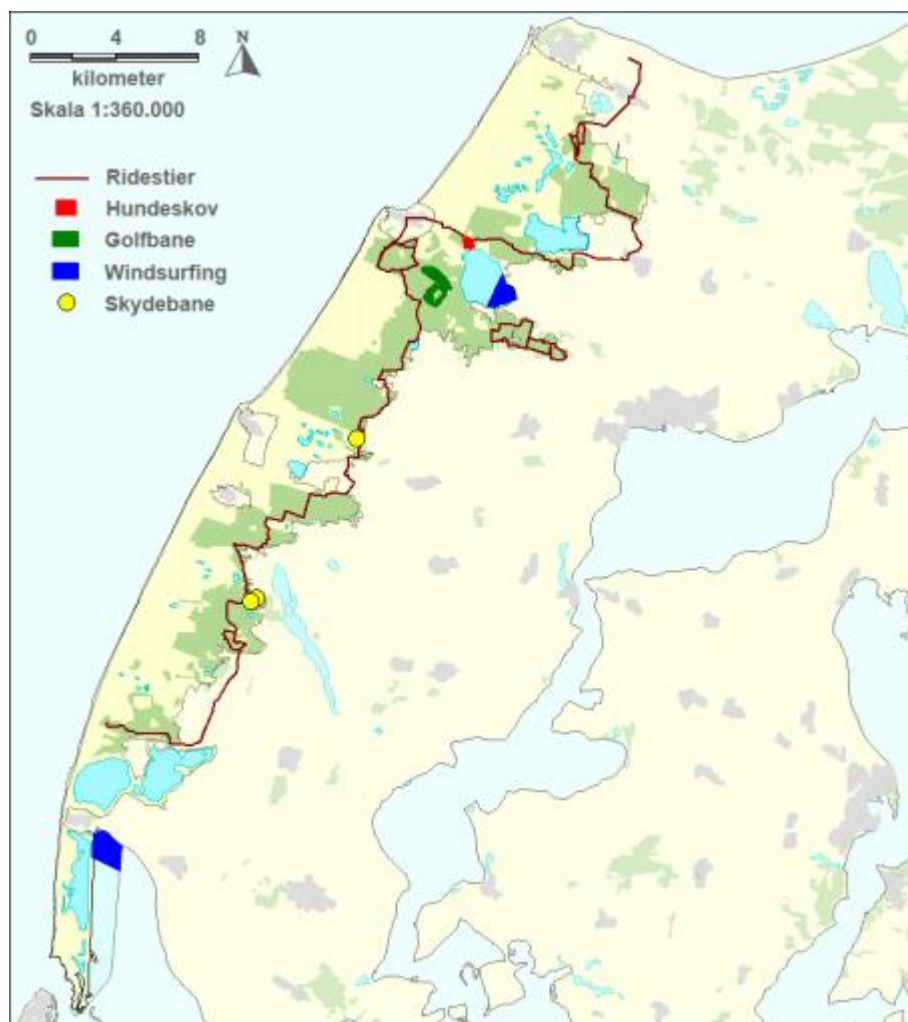 0 4 8
N
kilometer
Skala 1:360.000
Ridestier
Hundeskov
Golfbane
Windsurfing
Skydebane